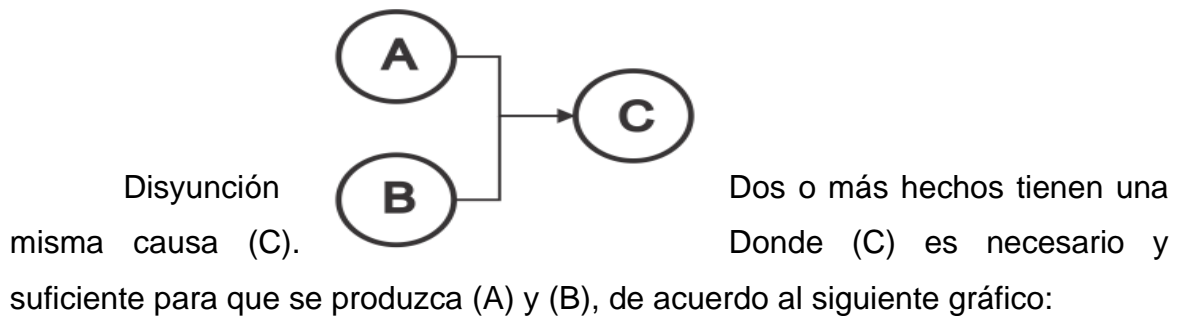 A
C
B
Disyunción Dos o más hechos tienen una
misma causa (C). Donde (C) es necesario y
suficiente para que se produzca (A) y (B), de acuerdo al siguiente gráfico: